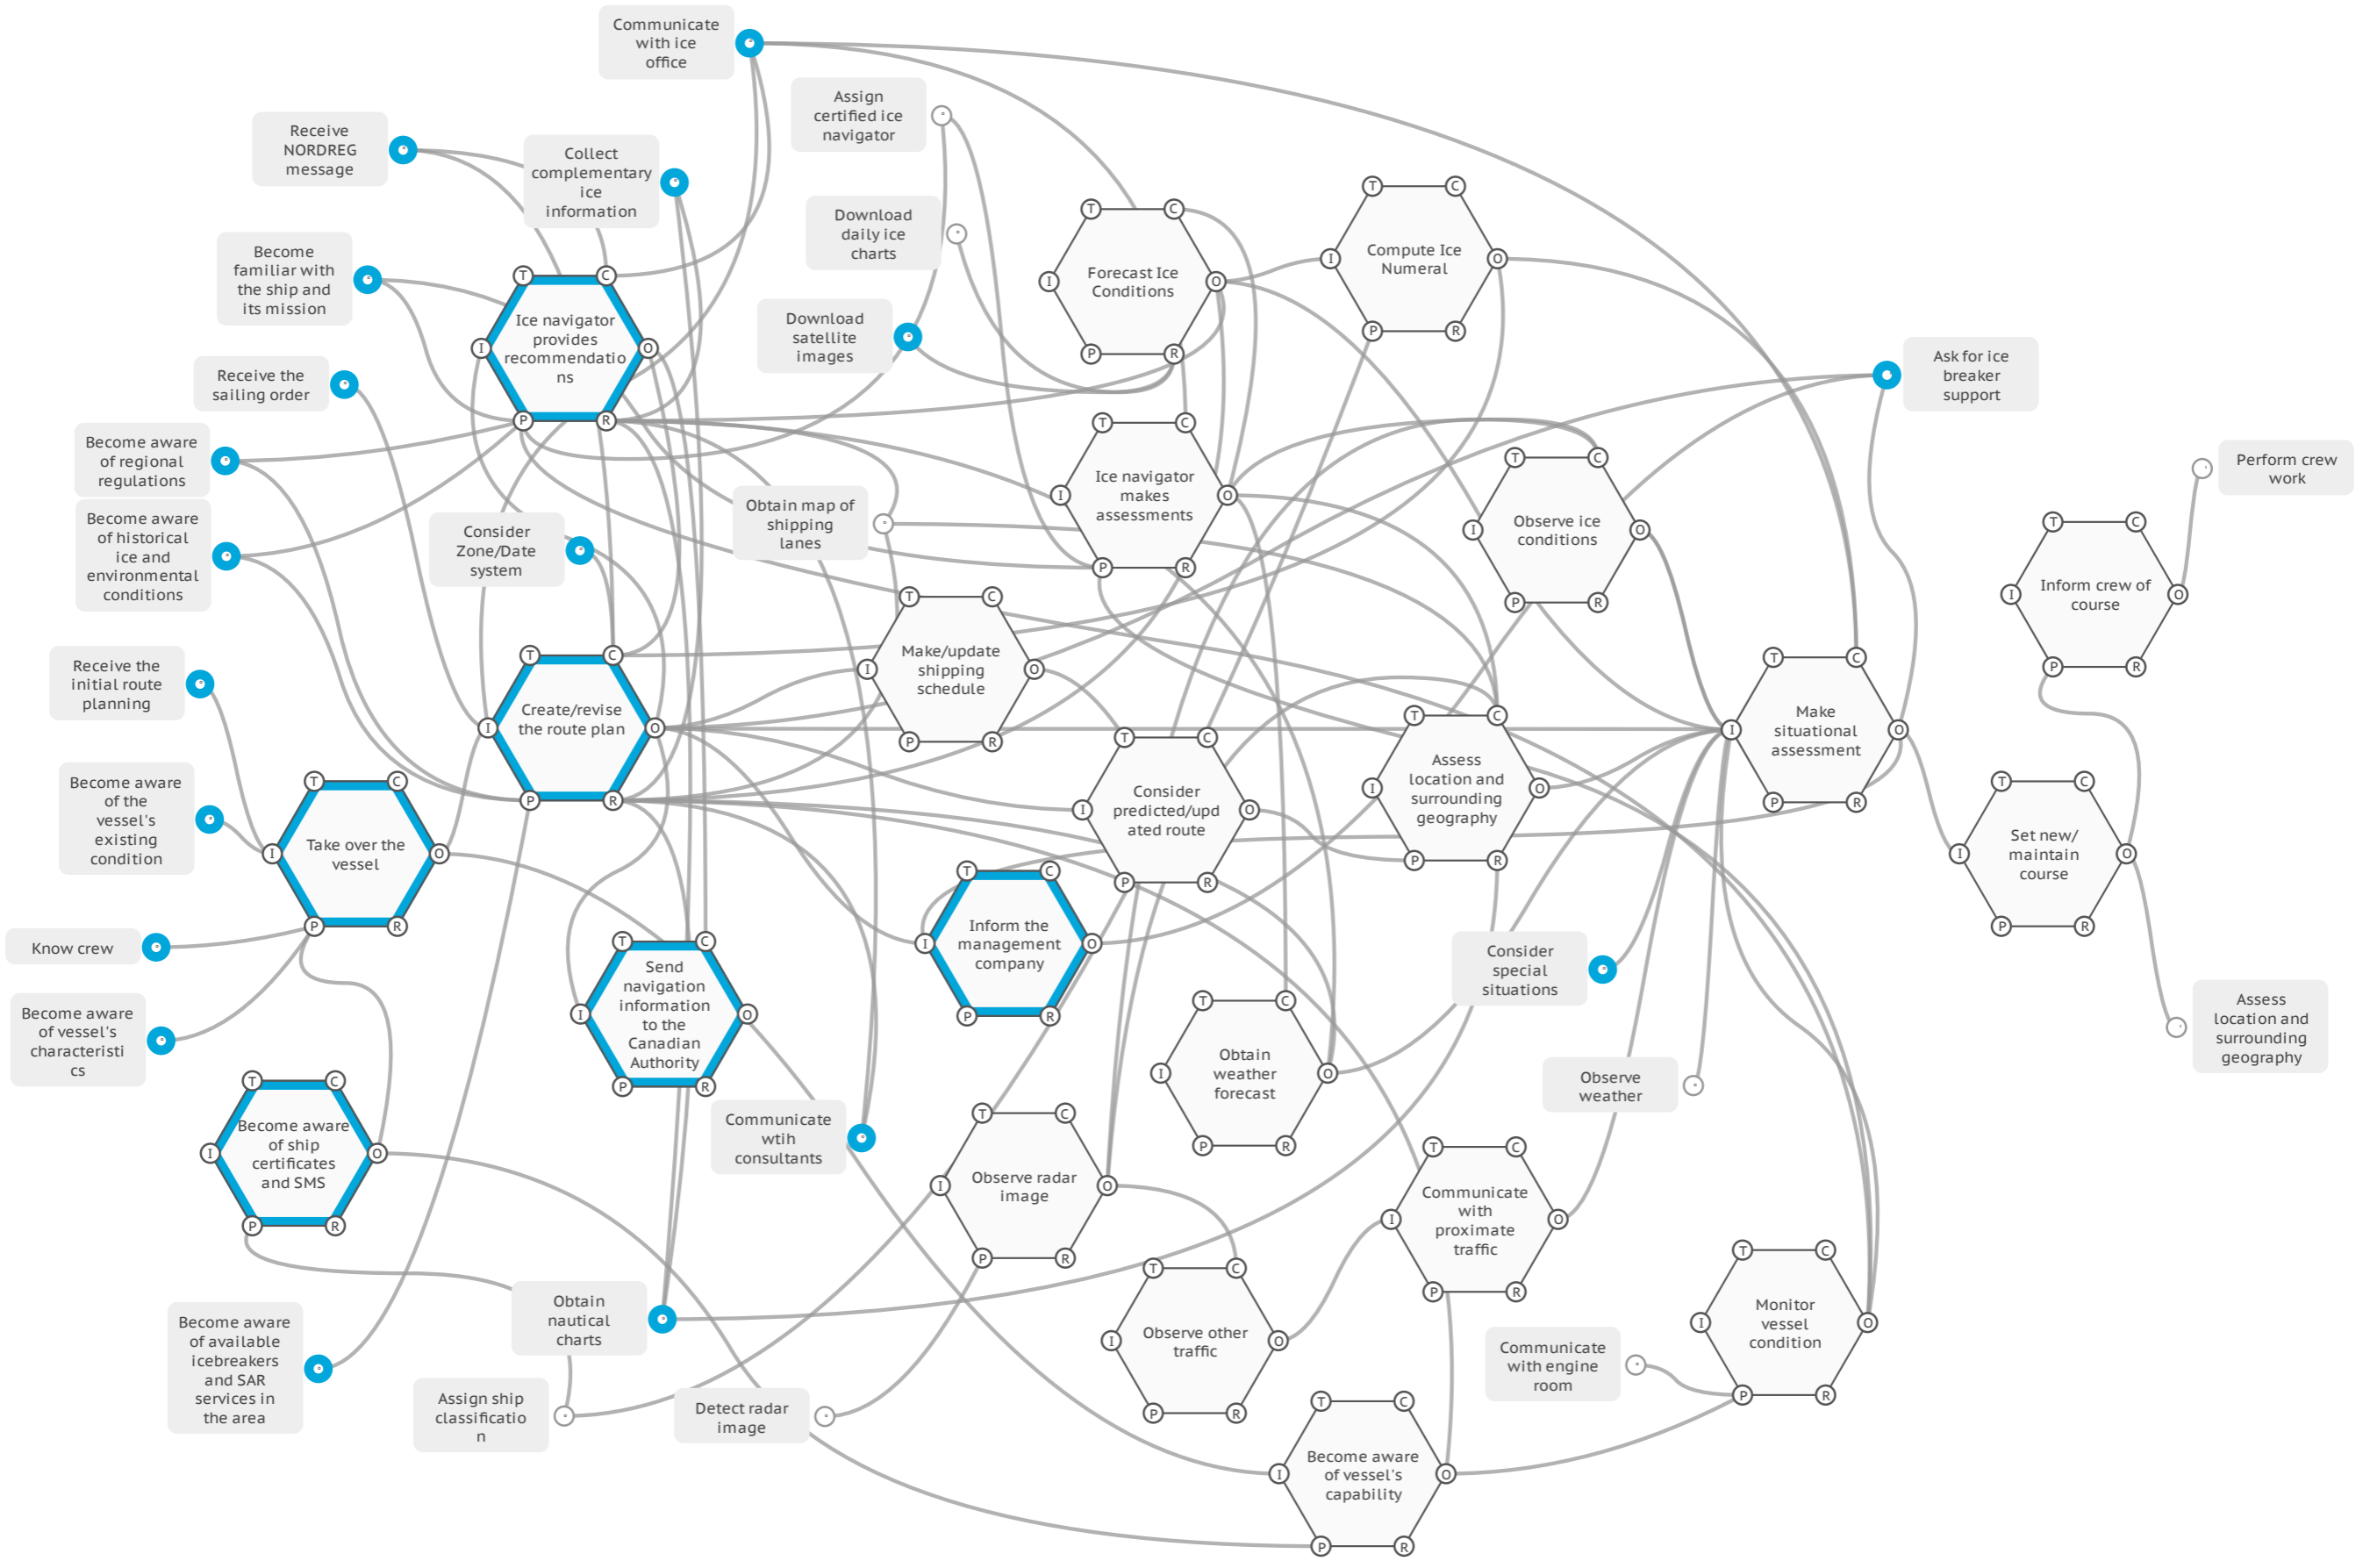 Communicate
with ice
office
Assign
certified ice
navigator
Receive
NORDREG
message
Collect
complementary
ice
information
Download
daily ice
charts
Become
familiar with
the ship and
its mission
Download
satellite
images
Receive the
sailing order
T C
Ice navigator
provides
recommendatio
ns
I O
P R
T C
Forecast Ice
Conditions
I O
P R
T C
Compute Ice
Numeral
I O
P R
Ask for ice
breaker
support
Become aware
of regional
regulations
Become aware
of historical
ice and
environmental
conditions
Consider
Zone/Date
system
Obtain map of
shipping
lanes
T C
Ice navigator
makes
assessments
I O
P R
T C
Observe ice
conditions
I O
P R
Perform crew
work
T C
Inform crew of
course
I O
P R
Receive the
initial route
planning
T C
Create/revise
the route plan
I O
P R
T C
Make/update
shipping
schedule
I O
P R
T C
Consider
predicted/upd
ated route
I O
P R
T C
Assess
location and
surrounding
geography
I O
P R
T C
Make
situational
assessment
I O
P R
Become aware
of the
vessel's
existing
condition
T C
Take over the
vessel
I O
P R
T C
Set new/
maintain
course
I O
P R
Know crew
Become aware
of vessel's
characteristi
cs
T C
Send
navigation
information
to the
Canadian
Authority
I O
P R
T C
Inform the
management
company
I O
P R
Consider
special
situations
Assess
location and
surrounding
geography
T C
Obtain
weather
forecast
I O
P R
Observe
weather
T C
Become aware
of ship
certificates
and SMS
I O
P R
Communicate
wtih
consultants
T C
Observe radar
image
I O
P R
T C
Communicate
with
proximate
traffic
I O
P R
Become aware
of available
icebreakers
and SAR
services in
the area
Obtain
nautical
charts
T C
Observe other
traffic
I O
P R
T C
Monitor
vessel
condition
I O
P R
Communicate
with engine
room
Assign ship
classificatio
n
Detect radar
image
T C
Become aware
of vessel's
capability
I O
P R